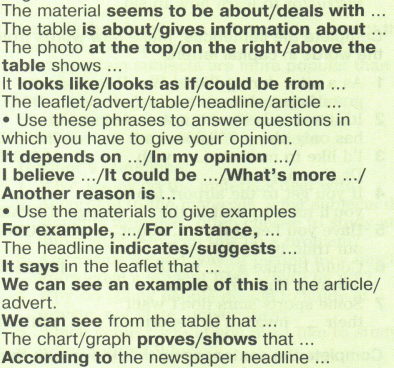 The material seems to be about/deals with ...
The table is about/gives information about ...
The photo at the top/on the right/above the
table shows ...
It looks like/looks as if/could be from ...
The leaflet/advert/table/headline/article ...
• Use these phrases to answer questions in
which you have to give your opinion.
It depends on .../In my opinion .../
I believe .../It could be .../What's more .../
Another reason is ...
• Use the materials to give examples
For example, .../For instance, ...
The headline indicates/suggests ...
It says in the leaflet that ...
We can see an example of this in the article/
advert.
We can see from the table that ...
The chart/graph proves/shows that ...
According to the newspaper headline ...